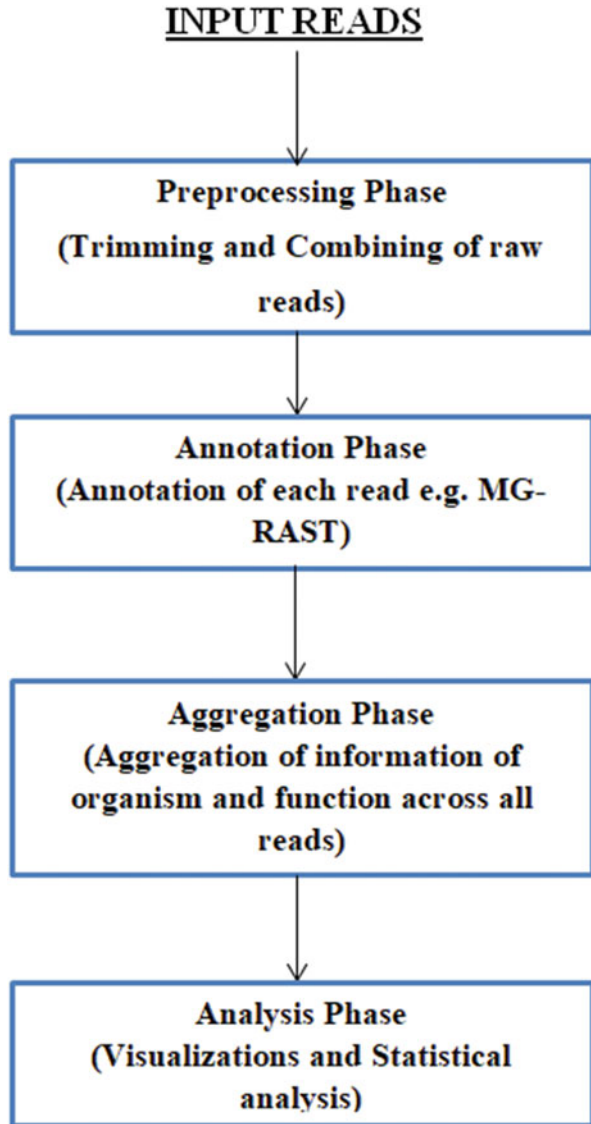 INPUT READS
Preprocessing Phase
(Trimming and Combining of raw
reads)
Annotation Phase
(Annotation of each read e.g. MG-
RAST)
Aggregation Phase
(Aggregation of information of
organism and function across all
reads)
Analysis Phase
(Visualizations and Statistical
analysis)